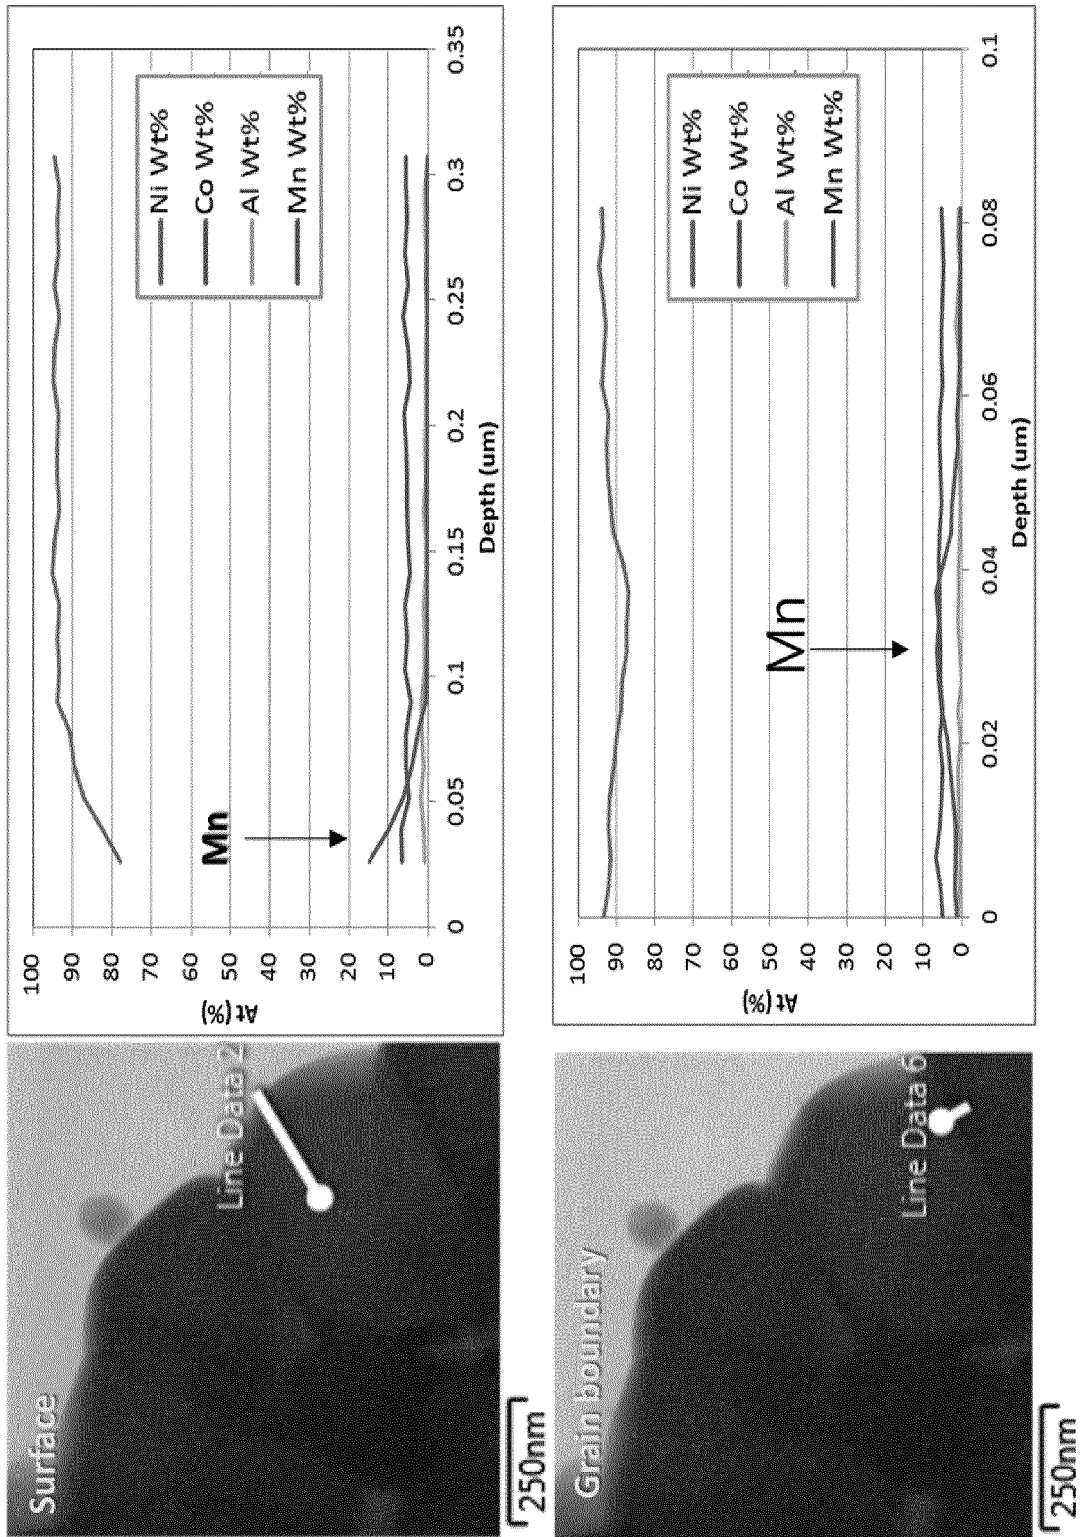 Surface
Line Data 2
250nm
At (%)
100
90
80
70
60
50
40
30
20
10
0
Mn
Ni Wt%
Co Wt%
Al Wt%
Mn Wt%
0
0.05
0.1
0.15
0.2
0.25
0.3
0.35
Depth (um)
Grain boundary
Line Data 6
250nm
At (%)
100
90
80
70
60
50
40
30
20
10
0
Mn
Ni Wt%
Co Wt%
Al Wt%
Mn Wt%
0
0.02
0.04
0.06
0.08
0.1
Depth (um)